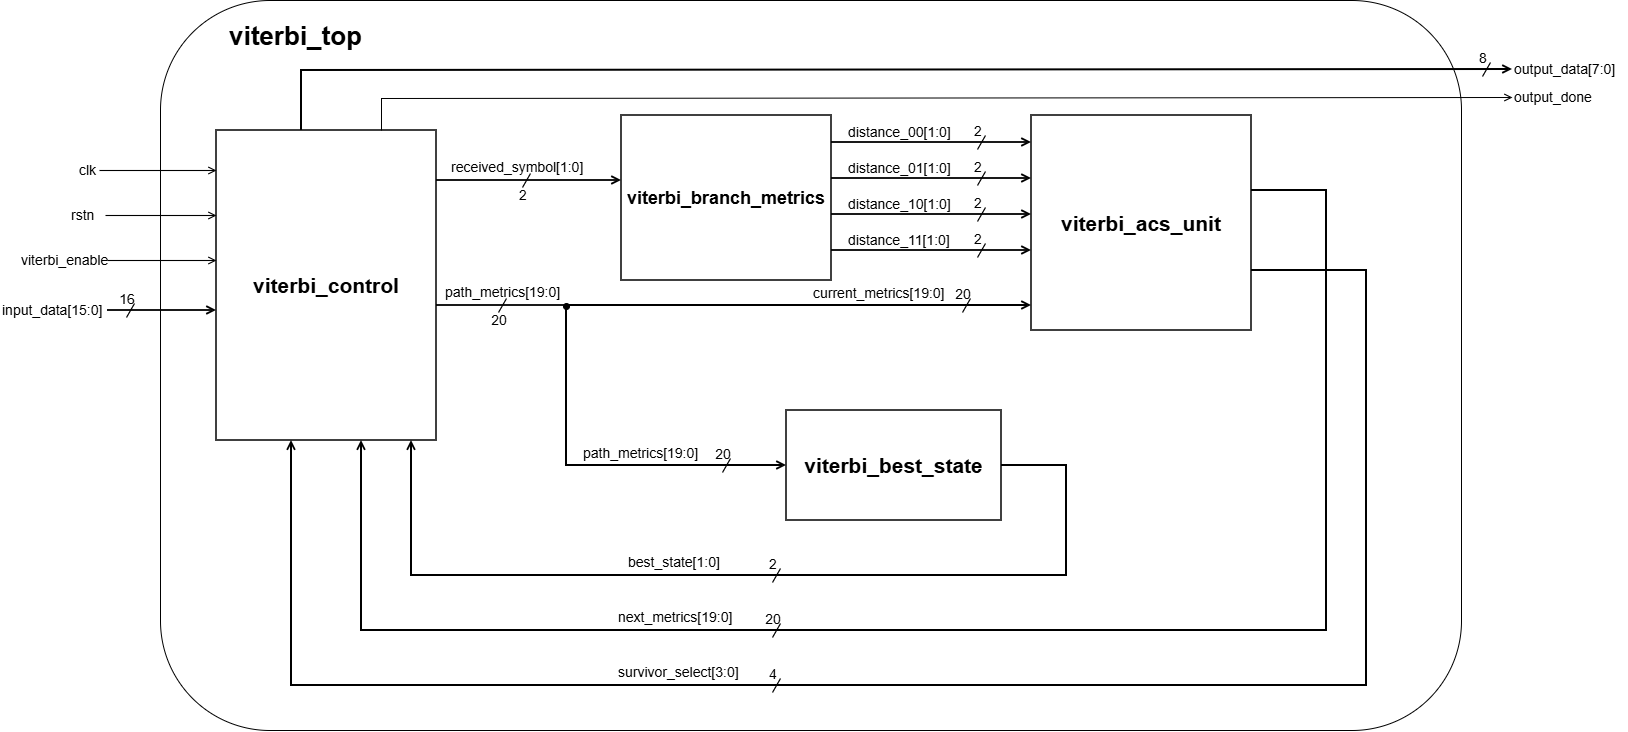 viterbi_top
8
output_data[7:0]
output_done
clk
rstn
viterbi_enable
input_data[15:0]
16
viterbi_control
received_symbol[1:0]
2
path_metrics[19:0]
20
viterbi_branch_metrics
distance_00[1:0]
2
distance_01[1:0]
2
distance_10[1:0]
2
distance_11[1:0]
2
current_metrics[19:0]
20
viterbi_acs_unit
path_metrics[19:0]
20
viterbi_best_state
best_state[1:0]
2
next_metrics[19:0]
20
survivor_select[3:0]
4